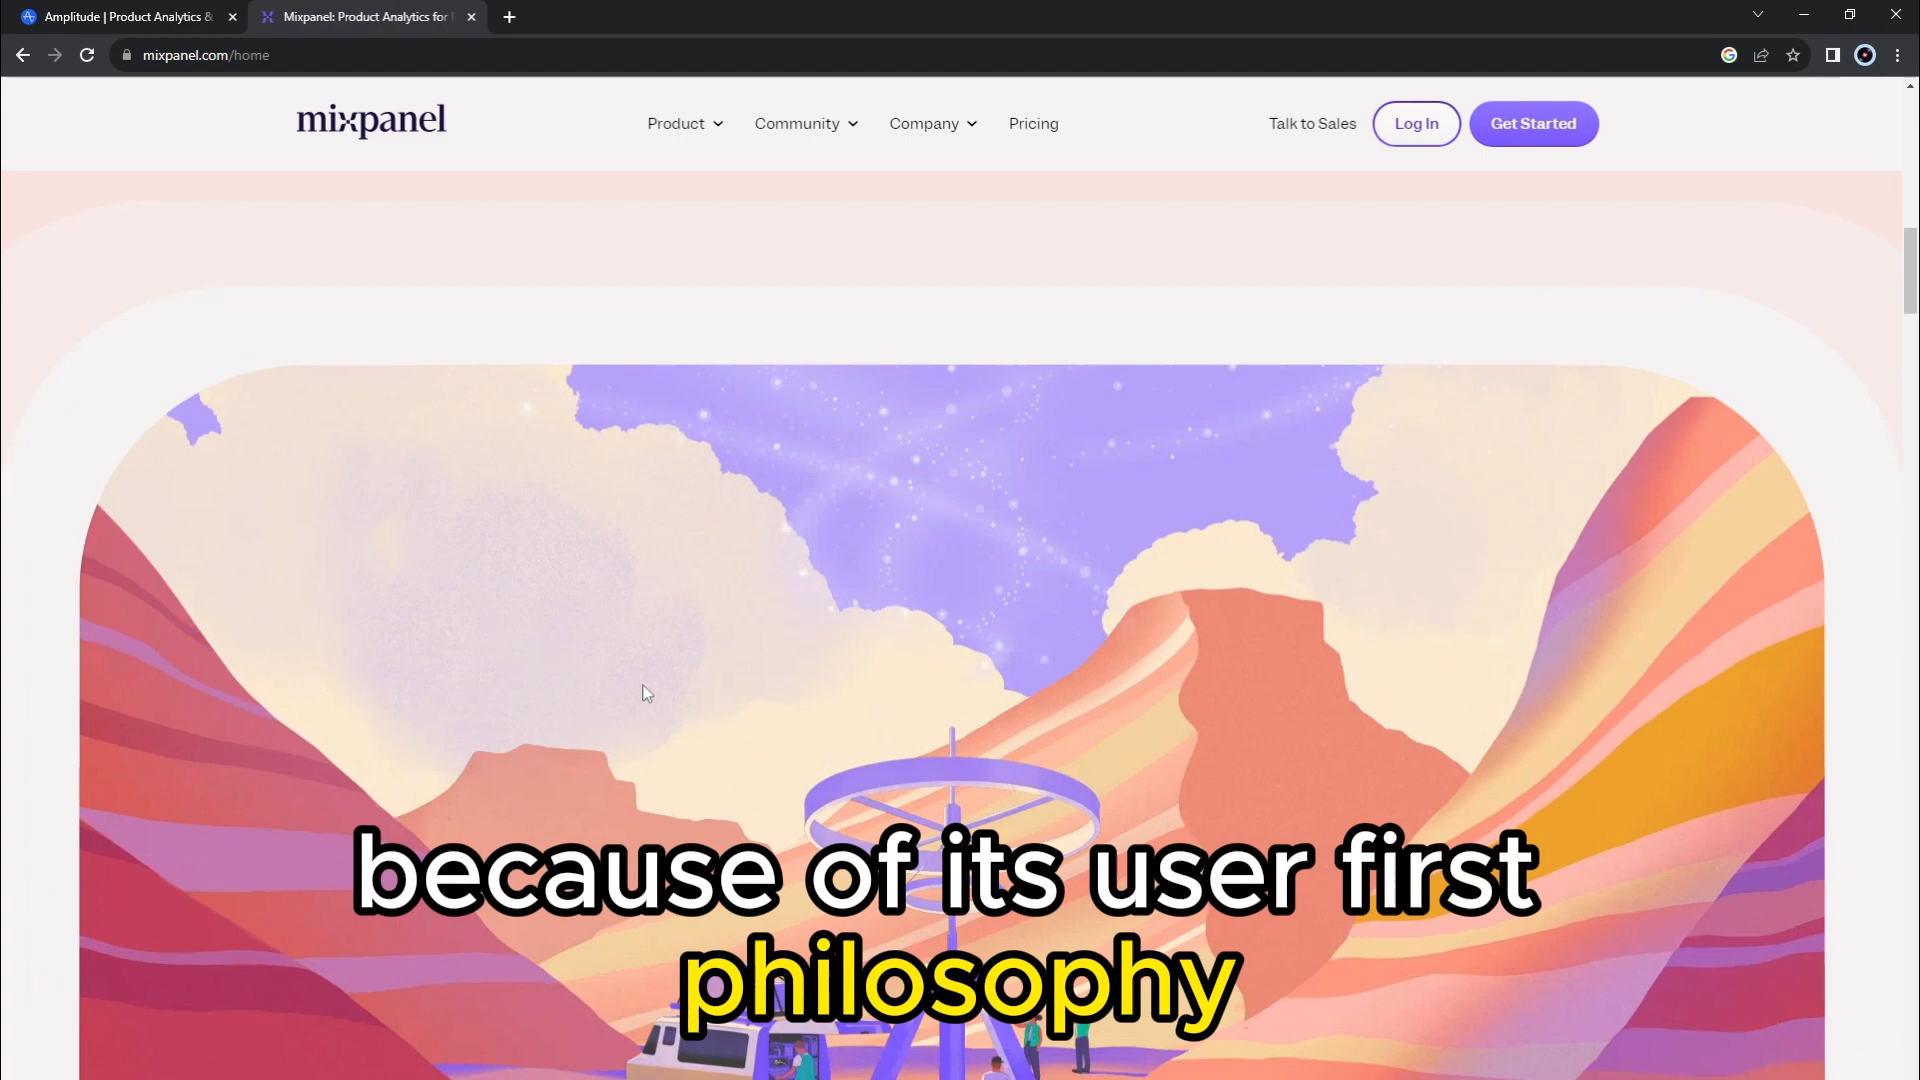 Amplitude | Product Analytics &
Mixpanel: Product Analytics for
mixpanel.com/home
mixpanel
Product
Community
Company
Pricing
Talk to Sales
Log In
Get Started
because of its user first
philosophy